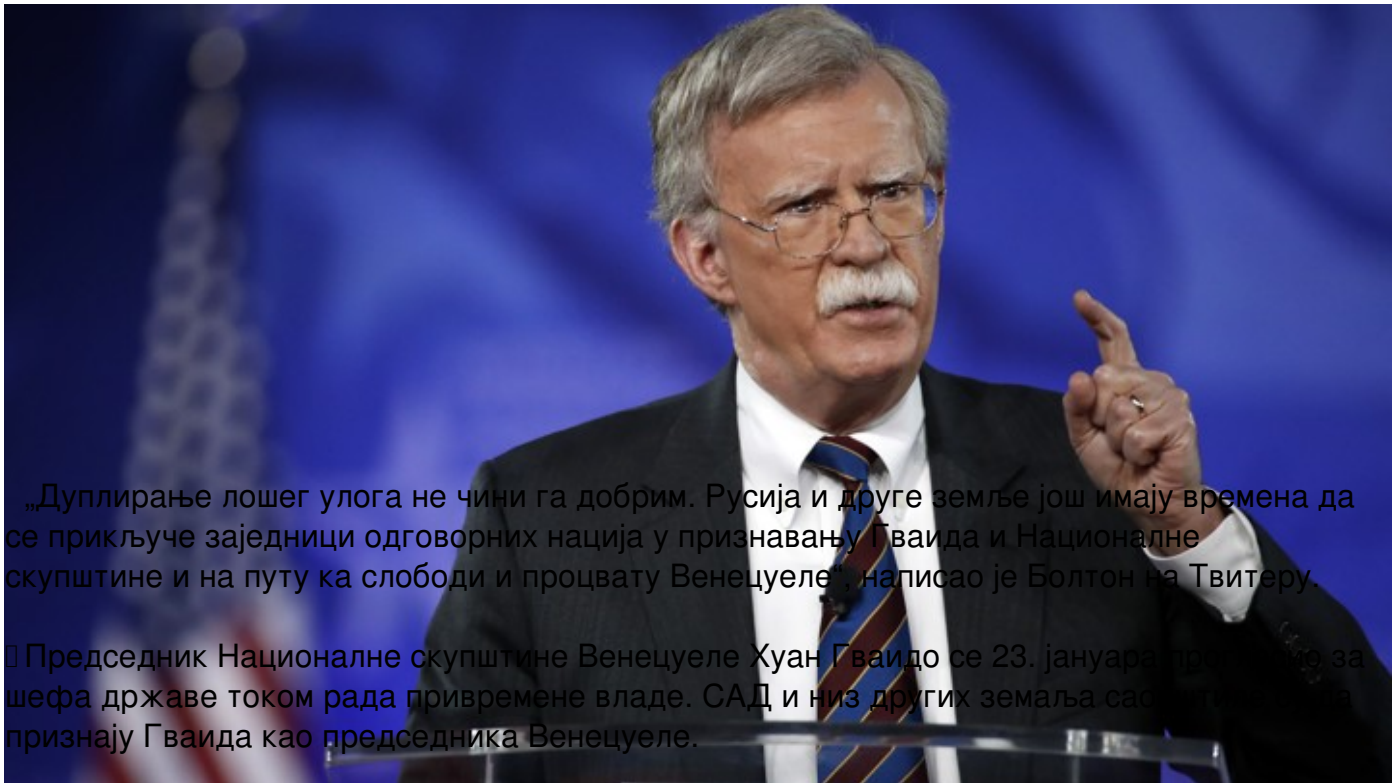 „Дуплирање лошег улога не чини га добрим. Русија и друге земље још имају времена да
се прикључе заједници одговорних нација у признавању Гваида и Националне
скупштине и на путу ка слободи и процвату Венецуеле“, написао је Болтон на Твитеру.
Председник Националне скупштине Венецуеле Хуан Гваидо се 23. јануара за
шефа државе током рада привремене владе. САД и низ других земаља
признају Гваида као председника Венецуеле.